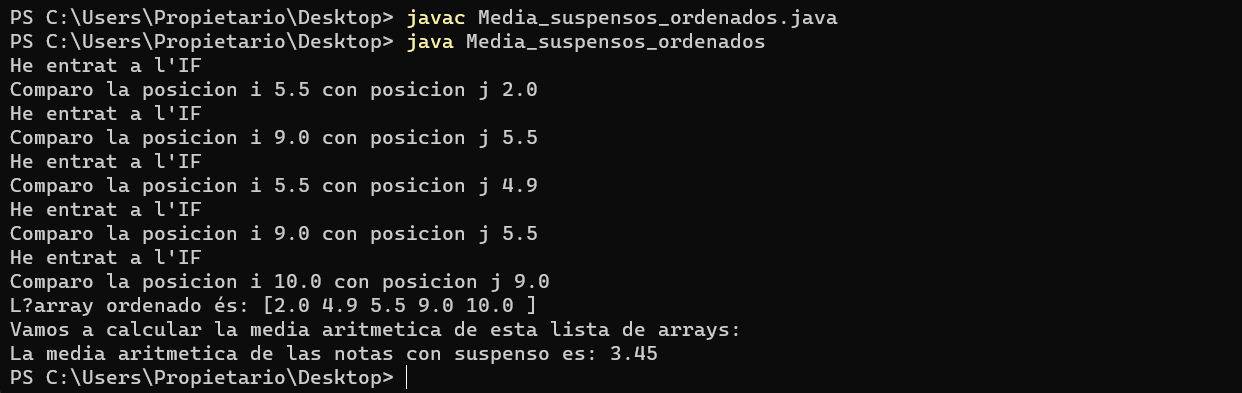 PS C:\Users\Propietario\Desktop> javac Media_suspensos_ordenados.java
PS C:\Users\Propietario\Desktop> java Media_suspensos_ordenados
He entrat a l'IF
Comparo la posicion i 5.5 con posicion j 2.0
He entrat a l'IF
Comparo la posicion i 9.0 con posicion j 5.5
He entrat a l'IF
Comparo la posicion i 5.5 con posicion j 4.9
He entrat a l'IF
Comparo la posicion i 9.0 con posicion j 5.5
He entrat a l'IF
Comparo la posicion i 10.0 con posicion j 9.0
L?array ordenado és: [2.0 4.9 5.5 9.0 10.0 ]
Vamos a calcular la media aritmetica de esta lista de arrays:
La media aritmetica de las notas con suspenso es: 3.45
PS C:\Users\Propietario\Desktop>